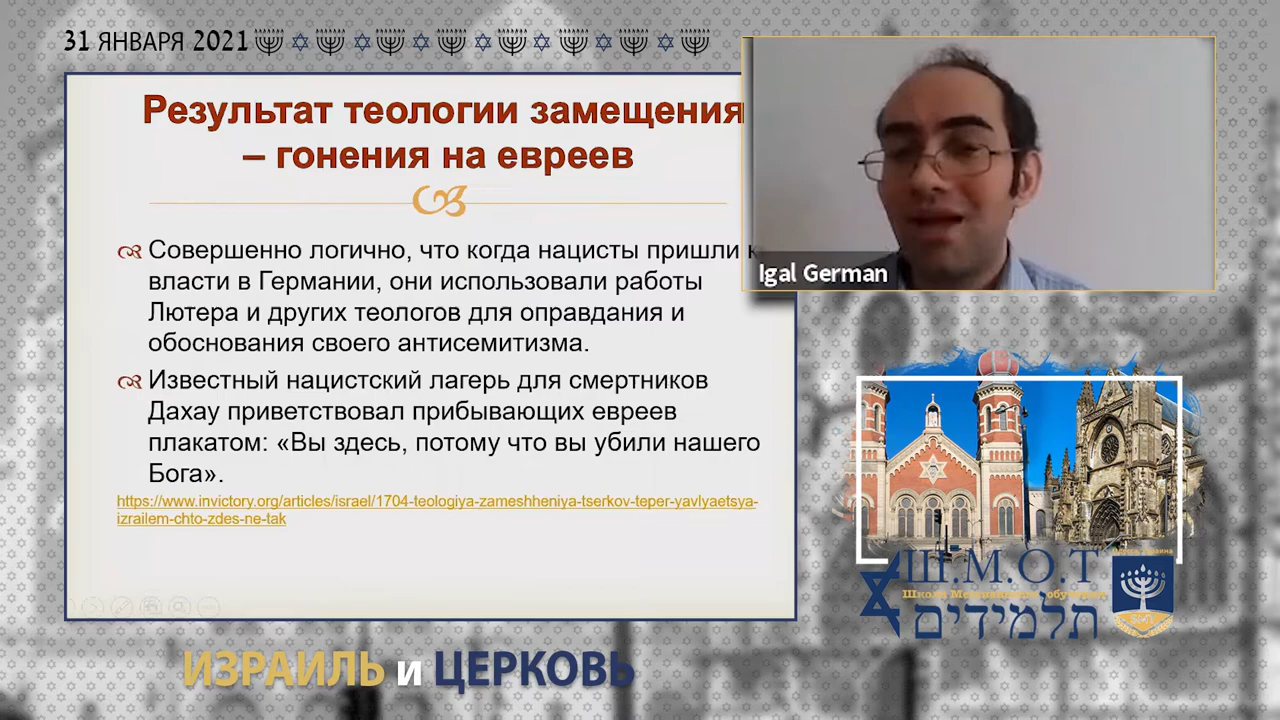 31 ЯНВАРЯ 2021
Результат теологии замещения
– гонения на евреев
Совершенно логично, что когда нацисты пришли к
власти в Германии, они использовали работы
Лютера и других теологов для оправдания и
обоснования своего антисемитизма.
Известный нацистский лагерь для смертников
Дахау приветствовал прибывающих евреев
плакатом: «Вы здесь, потому что вы убили нашего
Бога».
https://www.invictory.org/articles/israel/1704-teologiya-zameshheniya-tserkov-teper-yavlyaetsya-
izrailem-chto-zdes-ne-tak
Igal German
Ш.М.О.Т
Школа обучения
תלמידים
ИЗРАИЛЬ и ЦЕРКОВЬ